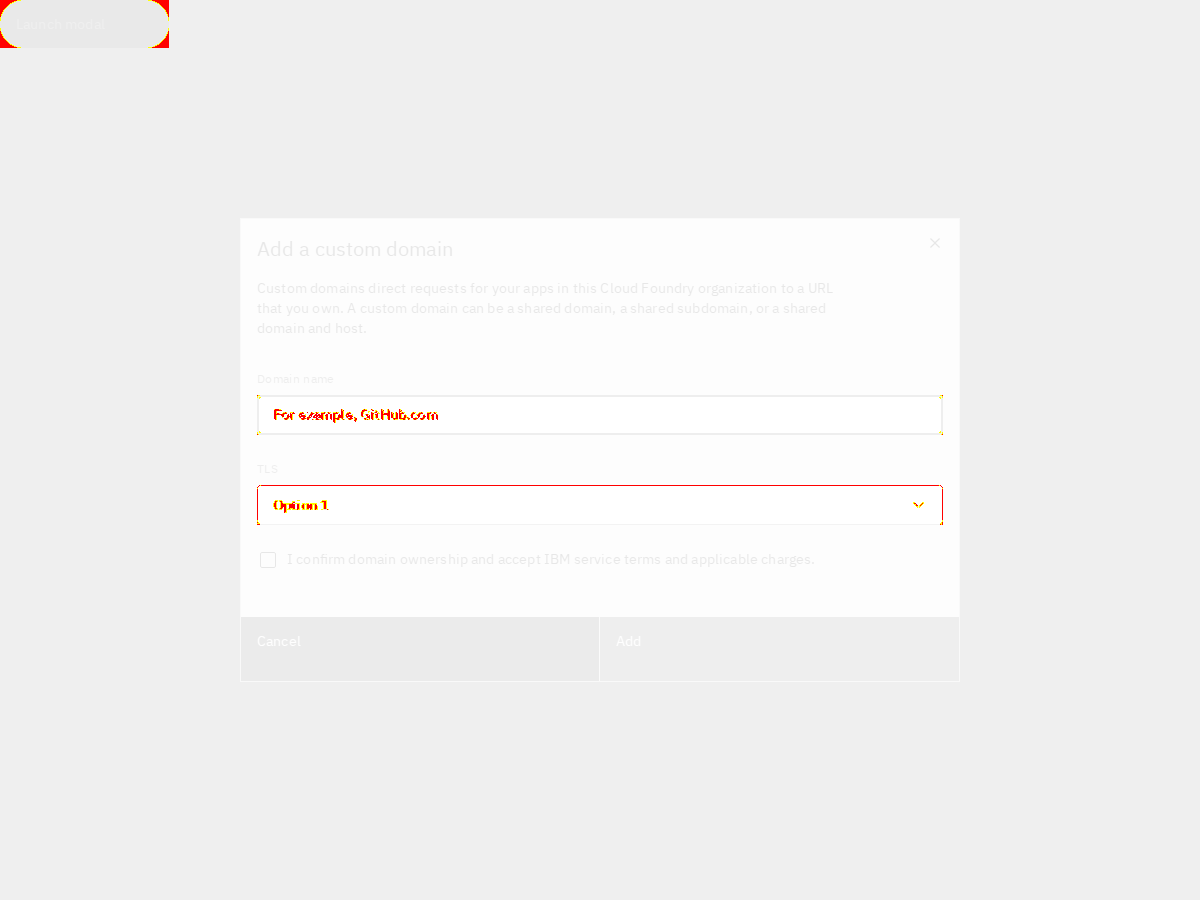 Launch modal
Add a custom domain
Custom domains direct requests for your apps in this Cloud Foundry organization to a URL
that you own. A custom domain can be a shared domain, a shared subdomain, or a shared
domain and host.
Domain name
For example, GitHub.com
TLS
Option 1
I confirm domain ownership and accept IBM service terms and applicable charges.
Cancel
Add